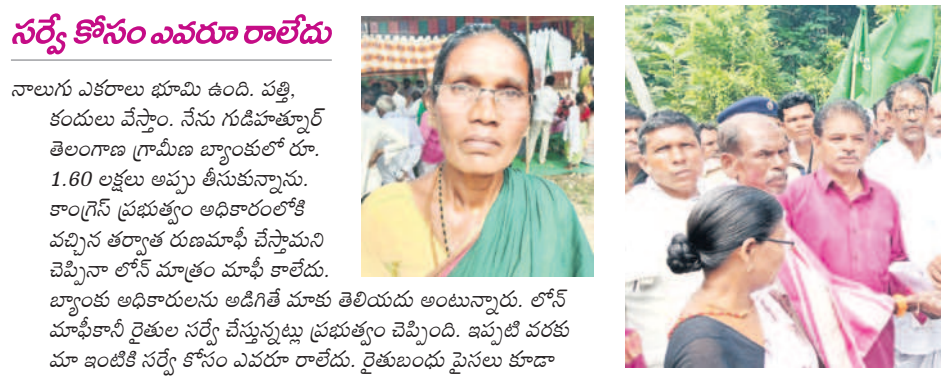 సర్వే కోసం ఎవరూ రాలేదు
నాలుగు ఎకరాలు భూమి ఉంది. పత్తి,
కందులు వేస్తాం. నేను గుడిహత్నూర్
తెలంగాణ గ్రామీణ బ్యాంకులో రూ.
1.60 లక్షలు అప్పు తీసుకున్నాను.
కాంగ్రెస్ ప్రభుత్వం అధికారంలోకి
వచ్చిన తర్వాత రుణమాఫీ చేస్తామని
చెప్పినా లోన్ మాత్రం మాఫీ కాలేదు.
బ్యాంకు అధికారులను అడిగితే మాకు తెలియదు అంటున్నారు. లోన్
మాఫీకానీ రైతుల సర్వే చేస్తున్నట్లు ప్రభుత్వం చెప్పింది. ఇప్పటి వరకు
మా ఇంటికి సర్వే కోసం ఎవరూ రాలేదు. రైతుబంధు పైసలు కూడా